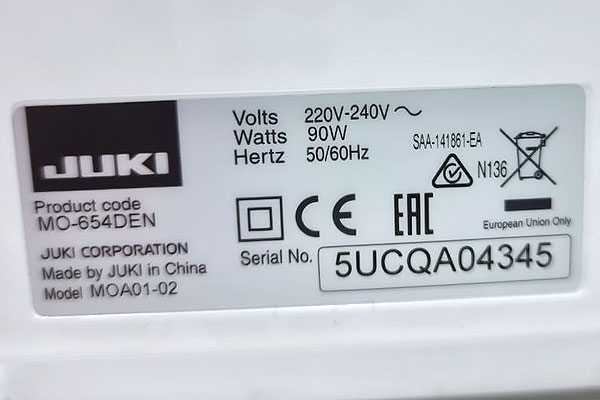 JUKI
Product code
MO-654DEN
JUKI CORPORATION
Made by JUKI in China
Model MOA01-02
Volts 220V-240V ~
Watts 90W
Hertz 50/60Hz
SAA-141861-EA
N136
CE EAC
European Union Only
Serial No. 5UCQA04345